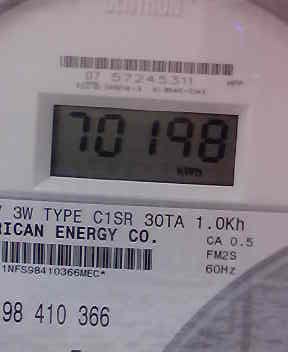 07 57245311
70198
KWH
3W TYPE C1SR 30TA 1.0Kh
RICAN ENERGY CO.
CA 0.5
FM2S
60Hz
1NFS98410366MEC*
98 410 366